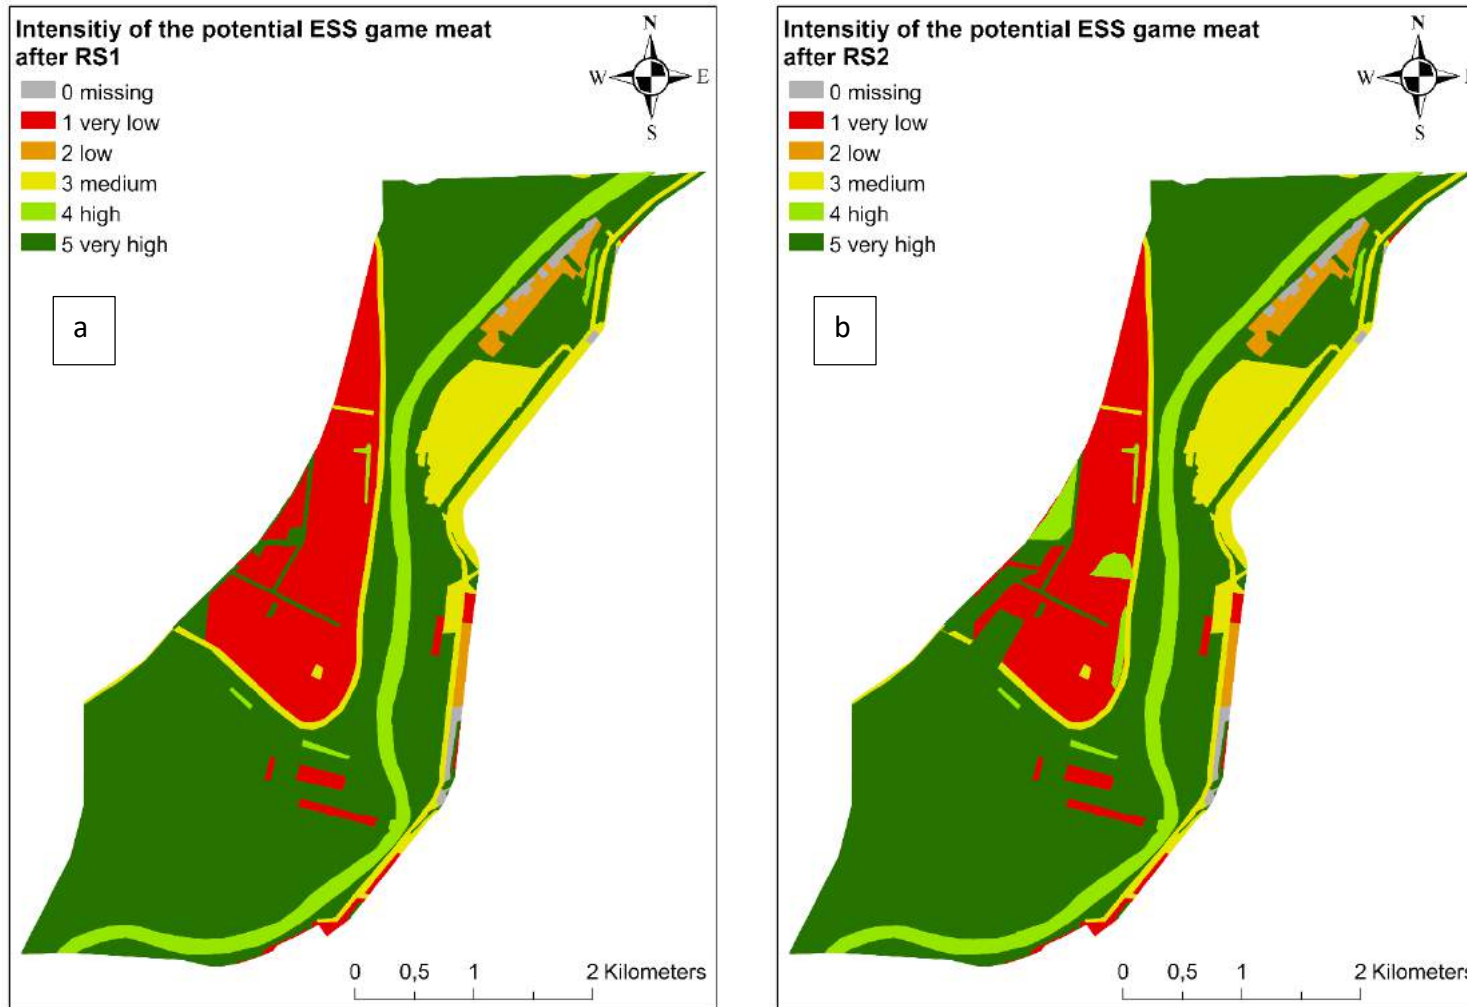 Intensitiy of the potential ESS game meat
after RS1
N
W
E
S
0 missing
1 very low
2 low
3 medium
4 high
5 very high
a
0 0,5 1 2 Kilometers
Intensitiy of the potential ESS game meat
after RS2
N
W
S
0 missing
1 very low
2 low
3 medium
4 high
5 very high
b
0 0,5 1 2 Kilometers